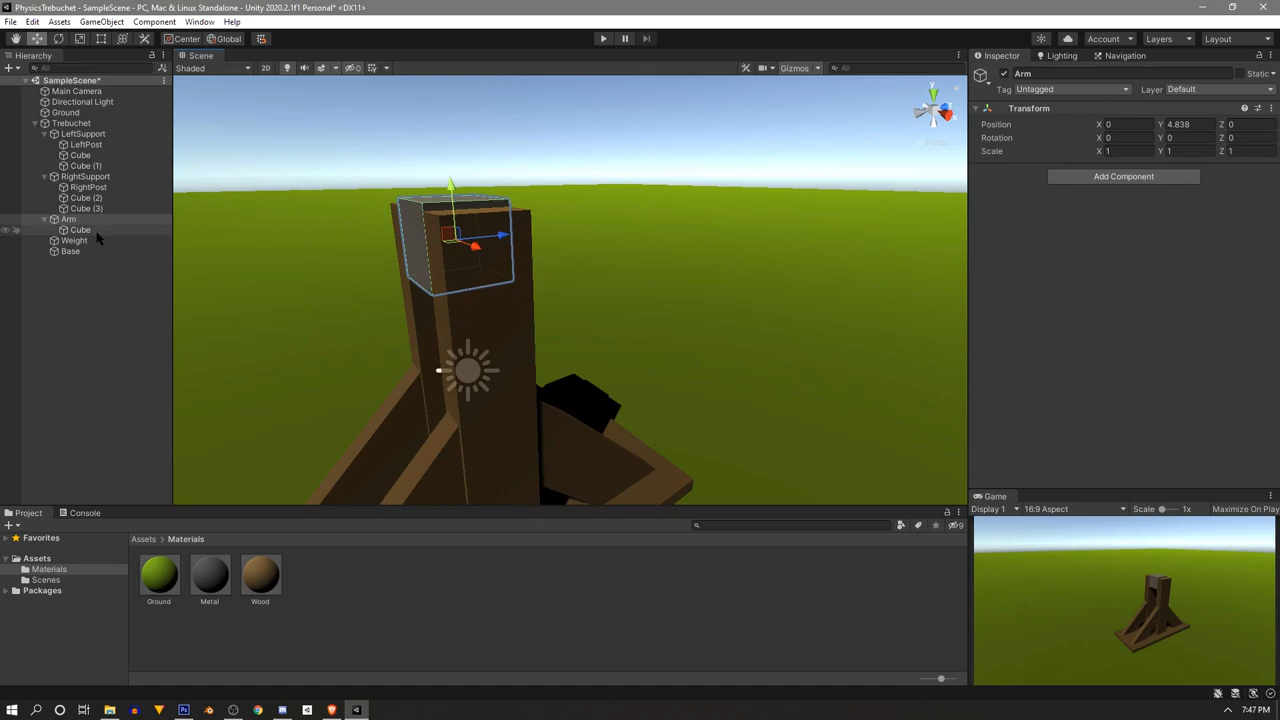 PhysicsTrebuchet - SampleScene - PC, Mac & Linux Standalone - Unity 2020.2.1f1 Personal* <DX11>
File Edit Assets GameObject Component Window Help
Center Global Account Layers Layout
Hierarchy Scene Inspector Lighting Navigation
All Shaded 2D 0 Gizmos All Arm Static
SampleScene* Tag Untagged Layer Default
Main Camera
Directional Light Transform
Ground
Trebuchet Position X 0 Y 4.838 Z 0
LeftSupport Rotation X 0 Y 0 Z 0
LeftPost
Cube Scale X 1 Y 1 Z 1
Cube (1)
RightSupport Add Component
RightPost
Cube (2)
Cube (3)
Arm
Cube
Weight
Base
y
x
Persp
Game
Display 1 16:9 Aspect Scale 1x Maximize On Play
Project Console
9
Favorites Assets > Materials
Assets
Materials
Scenes
Packages
Ground Metal Wood
7:47 PM